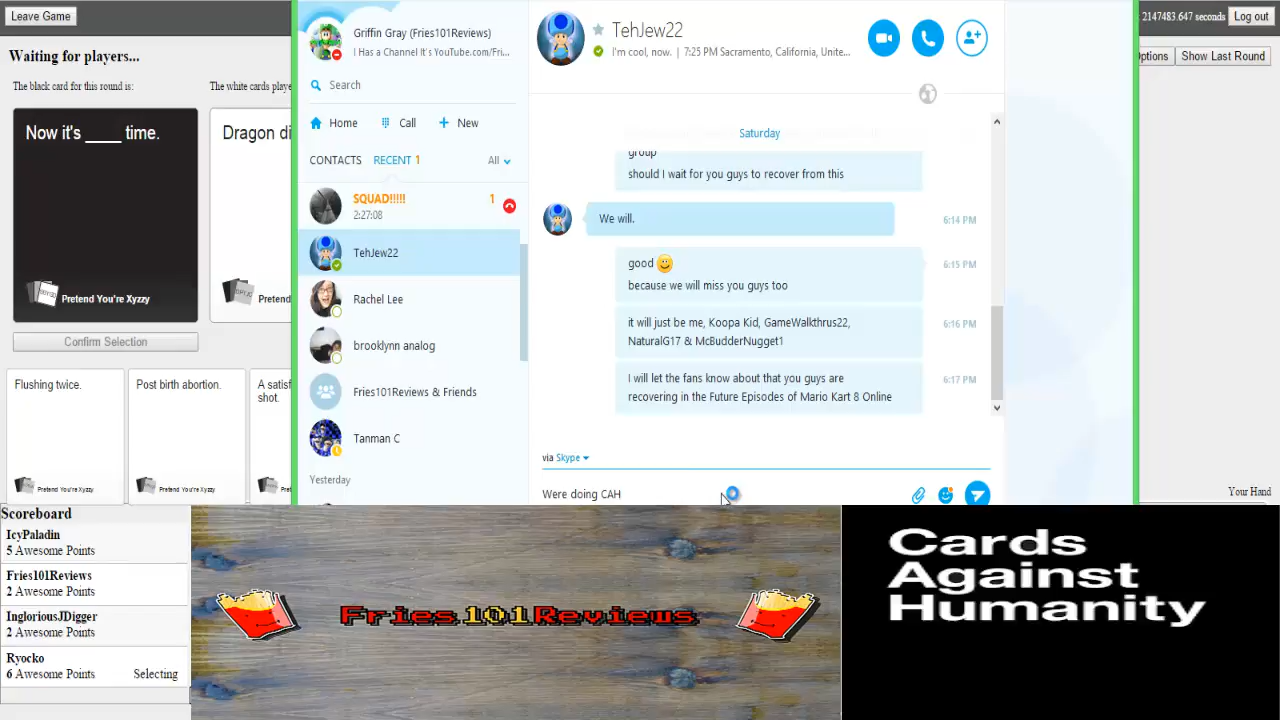 Leave Game
Waiting for players...
The black card for this round is:
The white cards playe
Now it's ____ time.
Dragon di
Pretend You're Xyzzy
Pretend
Confirm Selection
Flushing twice.
Post birth abortion.
A satisf
shot.
Pretend You're Xyzzy
Pretend You're Xyzzy
Pretend
Scoreboard
IcyPaladin
5 Awesome Points
Fries101Reviews
2 Awesome Points
IngloriousJDigger
2 Awesome Points
Ryocko
6 Awesome Points
Selecting
Griffin Gray (Fries101Reviews)
I Has a Channel It's YouTube.com/Fri...
Search
Home
Call
New
CONTACTS
RECENT 1
All
SQUAD!!!!!
1
2:27:08
TehJew22
Rachel Lee
brooklynn analog
Fries101Reviews & Friends
Tanman C
Yesterday
TehJew22
I'm cool, now. | 7:25 PM Sacramento, California, Unite...
Saturday
group
should I wait for you guys to recover from this
We will.
6:14 PM
good
6:15 PM
because we will miss you guys too
it will just be me, Koopa Kid, GameWalkthrus22,
NaturalG17 & McBudderNugget1
6:16 PM
I will let the fans know about that you guys are
recovering in the Future Episodes of Mario Kart 8 Online
6:17 PM
via Skype
Were doing CAH
2147483.647 seconds
Log out
ptions
Show Last Round
Your Hand
Fries101Reviews
Cards
Against
Humanity